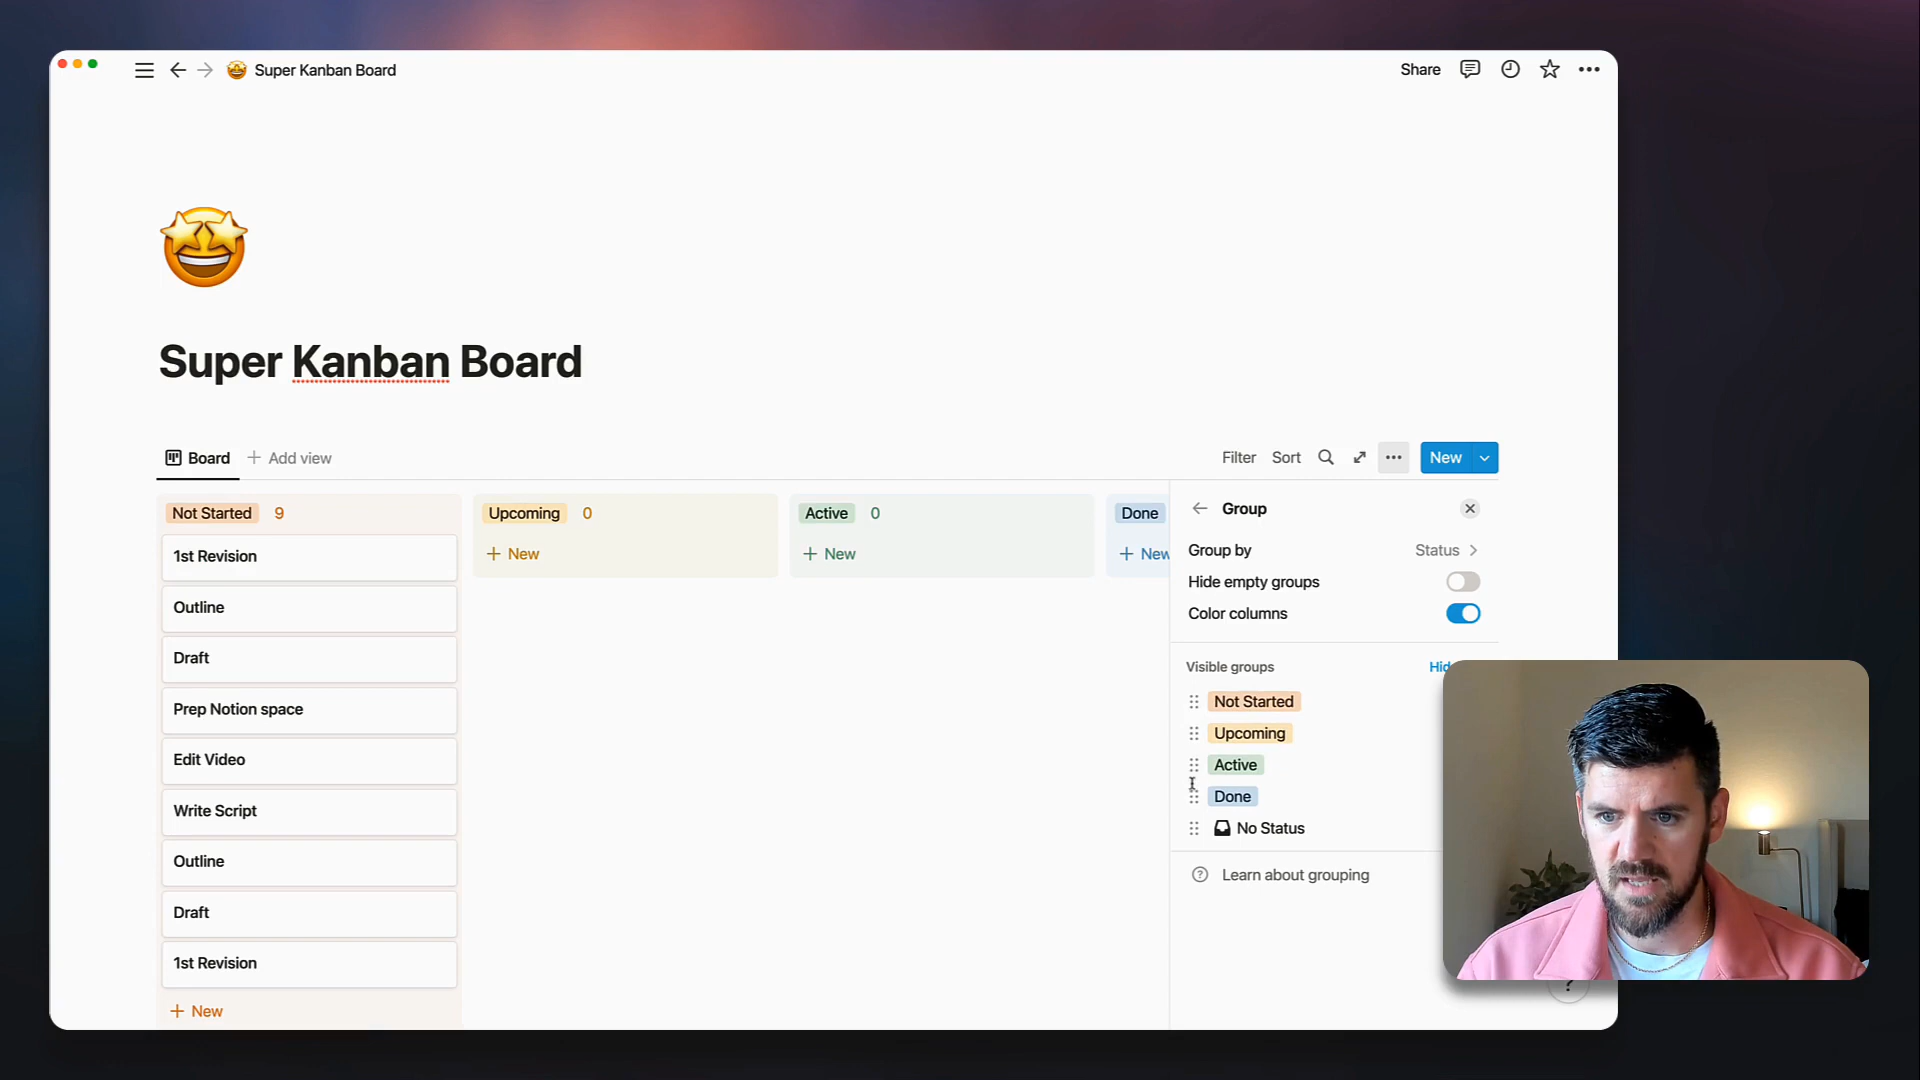 Super Kanban Board
Share
Super Kanban Board
Board
Add view
Filter
Sort
New
Not Started 9
1st Revision
Outline
Draft
Prep Notion space
Edit Video
Write Script
Outline
Draft
1st Revision
+ New
Upcoming 0
+ New
Active 0
+ New
Done
+ New
Group
Group by
Status
Hide empty groups
Color columns
Visible groups
Not Started
Upcoming
Active
Done
No Status
? Learn about grouping
?